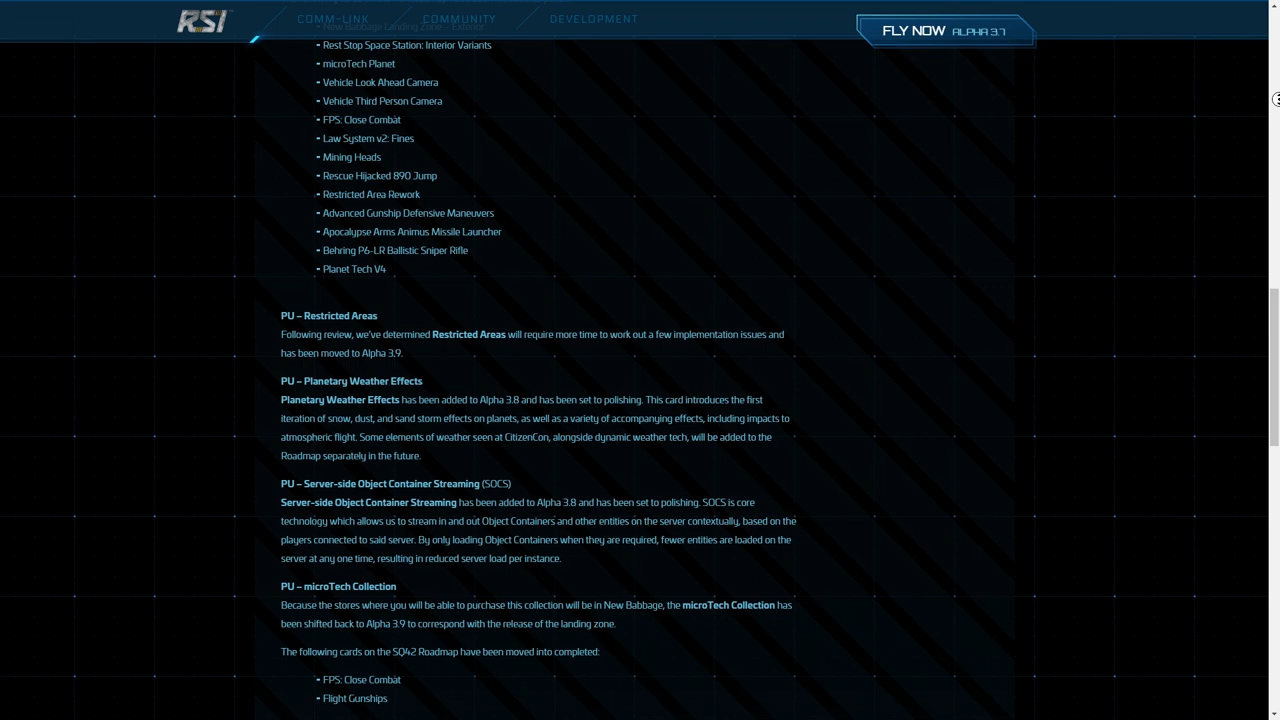 RSI
COMM-LINK
COMMUNITY
DEVELOPMENT
FLY NOW ALPHA 3.7
- New Babbage Landing Zone - Exterior
- Rest Stop Space Station: Interior Variants
- microTech Planet
- Vehicle Look Ahead Camera
- Vehicle Third Person Camera
- FPS: Close Combat
- Law System v2: Fines
- Mining Heads
- Rescue Hijacked 890 Jump
- Restricted Area Rework
- Advanced Gunship Defensive Maneuvers
- Apocalypse Arms Animus Missile Launcher
- Behring P6-LR Ballistic Sniper Rifle
- Planet Tech V4
PU – Restricted Areas
Following review, we've determined Restricted Areas will require more time to work out a few implementation issues and
has been moved to Alpha 3.9.
PU – Planetary Weather Effects
Planetary Weather Effects has been added to Alpha 3.8 and has been set to polishing. This card introduces the first
iteration of snow, dust, and sand storm effects on planets, as well as a variety of accompanying effects, including impacts to
atmospheric flight. Some elements of weather seen at CitizenCon, alongside dynamic weather tech, will be added to the
Roadmap separately in the future.
PU – Server-side Object Container Streaming (SOCS)
Server-side Object Container Streaming has been added to Alpha 3.8 and has been set to polishing. SOCS is core
technology which allows us to stream in and out Object Containers and other entities on the server contextually, based on the
players connected to said server. By only loading Object Containers when they are required, fewer entities are loaded on the
server at any one time, resulting in reduced server load per instance.
PU – microTech Collection
Because the stores where you will be able to purchase this collection will be in New Babbage, the microTech Collection has
been shifted back to Alpha 3.9 to correspond with the release of the landing zone.
The following cards on the SQ42 Roadmap have been moved into completed:
- FPS: Close Combat
- Flight Gunships